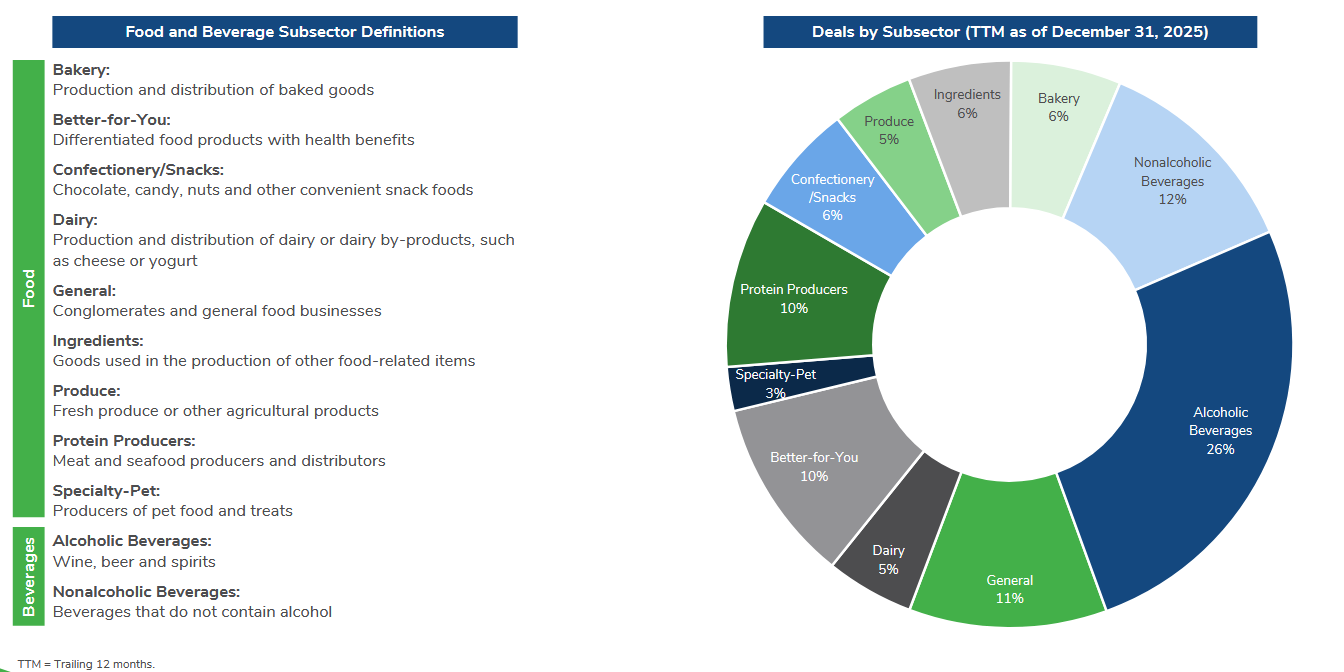 Food and Beverage Subsector Definitions
Food
Bakery:
Production and distribution of baked goods
Better-for-You:
Differentiated food products with health benefits
Confectionery/Snacks:
Chocolate, candy, nuts and other convenient snack foods
Dairy:
Production and distribution of dairy or dairy by-products, such
as cheese or yogurt
General:
Conglomerates and general food businesses
Ingredients:
Goods used in the production of other food-related items
Produce:
Fresh produce or other agricultural products
Protein Producers:
Meat and seafood producers and distributors
Specialty-Pet:
Producers of pet food and treats
Beverages
Alcoholic Beverages:
Wine, beer and spirits
Nonalcoholic Beverages:
Beverages that do not contain alcohol
TTM = Trailing 12 months.
Deals by Subsector (TTM as of December 31, 2025)
Bakery
6%
Nonalcoholic
Beverages
12%
Alcoholic
Beverages
26%
General
11%
Dairy
5%
Better-for-You
10%
Specialty-Pet
3%
Protein Producers
10%
Confectionery
/Snacks
6%
Produce
5%
Ingredients
6%